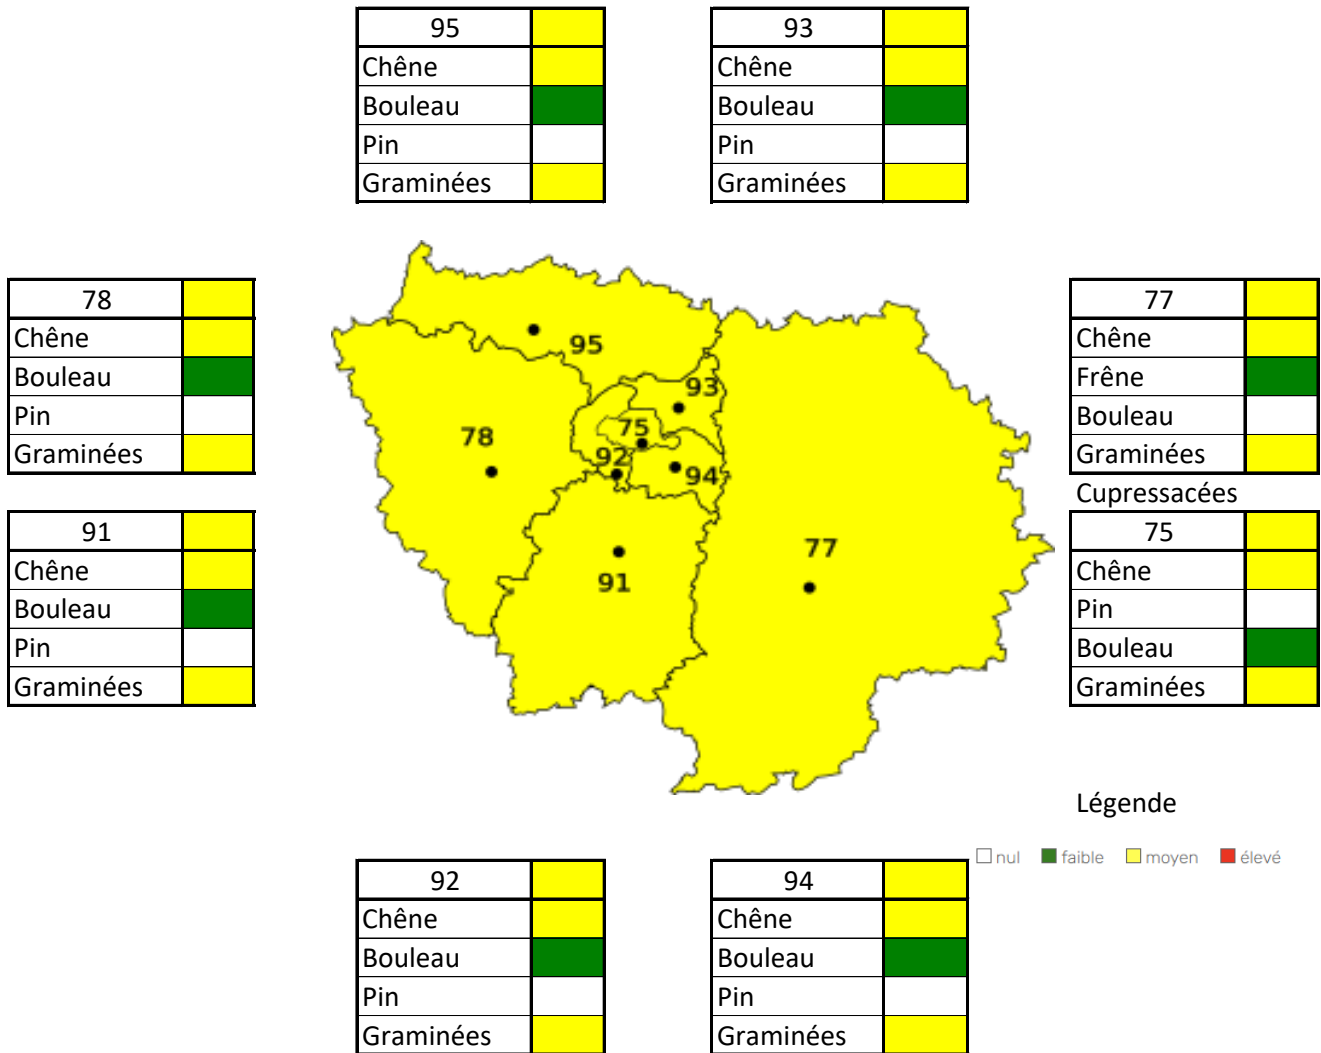 95
Chêne
Bouleau
Pin
Graminées
93
Chêne
Bouleau
Pin
Graminées
78
Chêne
Bouleau
Pin
Graminées
91
Chêne
Bouleau
Pin
Graminées
95
93
75
78
92
94
77
91
77
Chêne
Frêne
Bouleau
Graminées
Cupressacées
75
Chêne
Pin
Bouleau
Graminées
Légende
nul faible moyen élevé
92
Chêne
Bouleau
Pin
Graminées
94
Chêne
Bouleau
Pin
Graminées